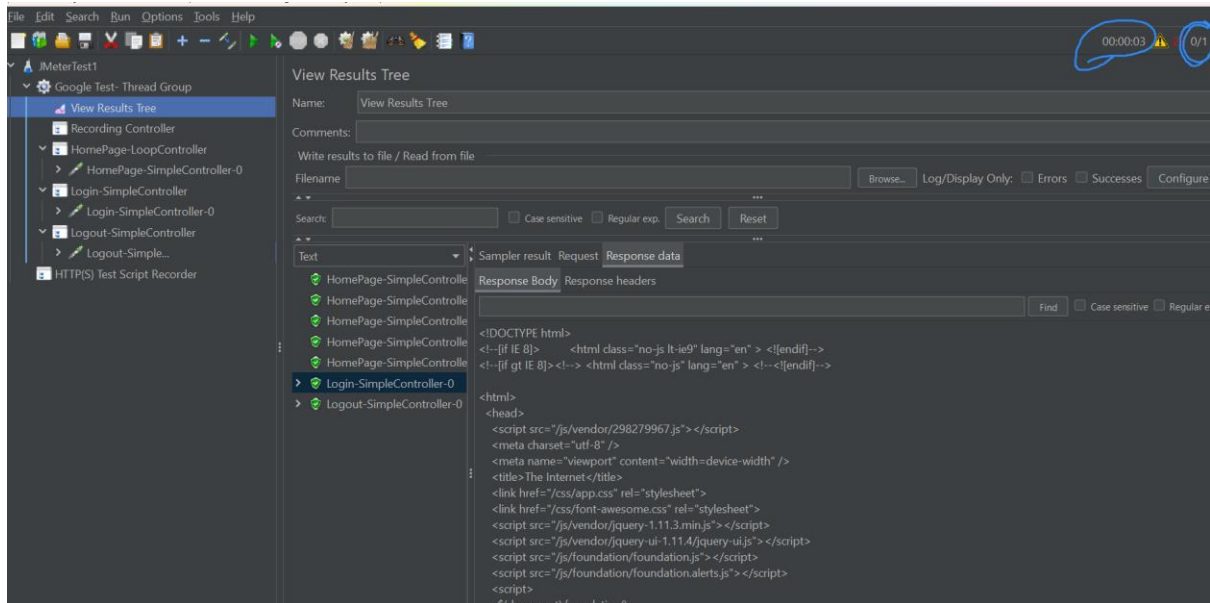 File Edit Search Run Options Tools Help
00:00:03 0/1
JMeterTest1
Google Test- Thread Group
View Results Tree
Recording Controller
HomePage-LoopController
HomePage-SimpleController-0
Login-SimpleController
Login-SimpleController-0
Logout-SimpleController
Logout-Simple...
HTTP(S) Test Script Recorder
View Results Tree
Name: View Results Tree
Comments:
Write results to file / Read from file
Filename Browse... Log/Display Only: Errors Successes Configure
Search: Case sensitive Regular exp. Search Reset
Text
HomePage-SimpleControlle
HomePage-SimpleControlle
HomePage-SimpleControlle
HomePage-SimpleControlle
HomePage-SimpleControlle
Login-SimpleController-0
Logout-SimpleController-0
Sampler result Request Response data
Response Body Response headers
Find Case sensitive Regular e
<!DOCTYPE html>
<!--[if IE 8]> <html class="no-js lt-ie9" lang="en" > <![endif]-->
<!--[if gt IE 8]><!--> <html class="no-js" lang="en" > <!--<![endif]-->
<html>
<head>
<script src="/js/vendor/298279967.js"></script>
<meta charset="utf-8" />
<meta name="viewport" content="width=device-width" />
<title>The Internet</title>
<link href="/css/app.css" rel="stylesheet">
<link href="/css/font-awesome.css" rel="stylesheet">
<script src="/js/vendor/jquery-1.11.3.min.js"></script>
<script src="/js/vendor/jquery-ui-1.11.4/jquery-ui.js"></script>
<script src="/js/foundation/foundation.js"></script>
<script src="/js/foundation/foundation.alerts.js"></script>
<script>